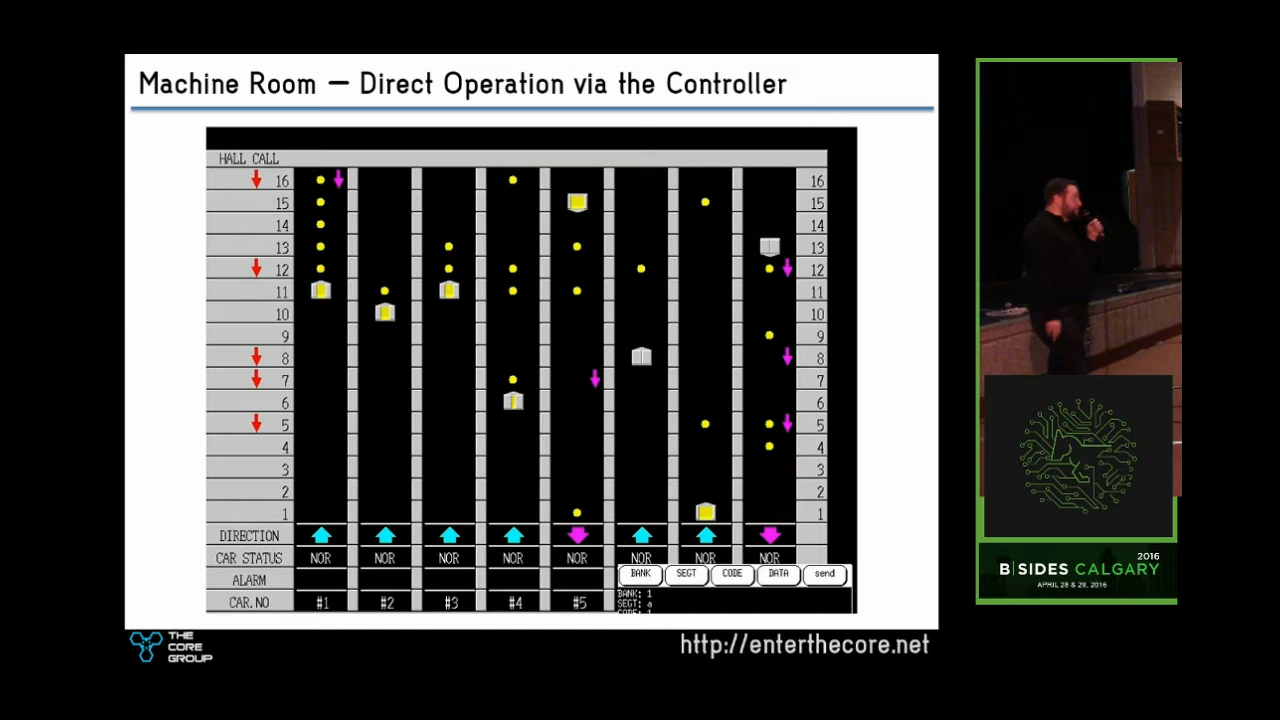 Machine Room — Direct Operation via the Controller
HALL CALL
16 16
15 15
14 14
13 13
12 12
11 11
10 10
9 9
8 8
7 7
6 6
5 5
4 4
3 3
2 2
1 1
DIRECTION
CAR STATUS NOR NOR NOR NOR NOR NOR NOR NOR
ALARM
CAR.NO #1 #2 #3 #4 #5
BANK SEGT CODE DATA send
BANK: 1
SEGT: a
CODE: 1
THE
CORE
GROUP
http://enterthecore.net
2016
B|SIDES CALGARY
APRIL 28 & 29, 2016